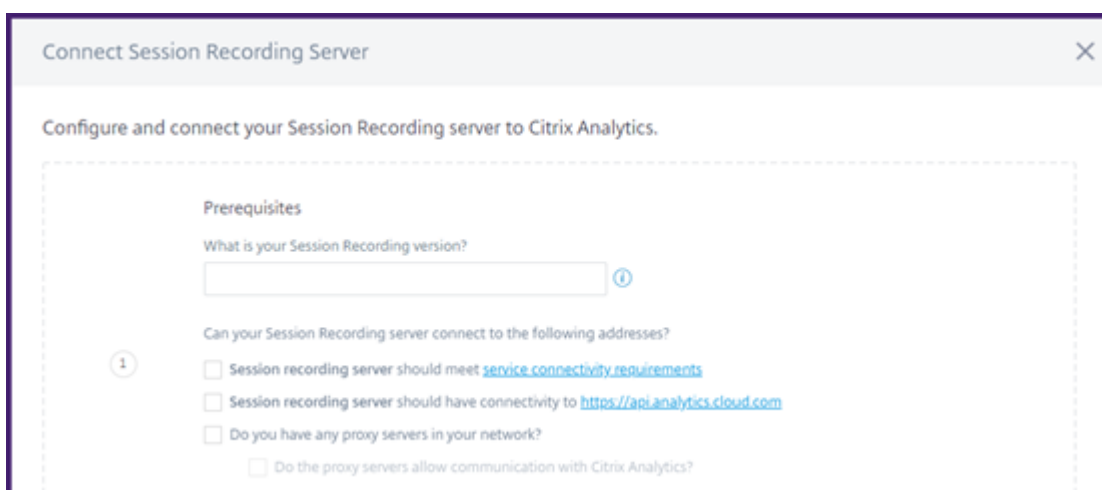 Connect Session Recording Server
Configure and connect your Session Recording server to Citrix Analytics.
Prerequisites
What is your Session Recording version?
Can your Session Recording server connect to the following addresses?
1
Session recording server should meet service connectivity requirements
Session recording server should have connectivity to https://api.analytics.cloud.com
Do you have any proxy servers in your network?
Do the proxy servers allow communication with Citrix Analytics?